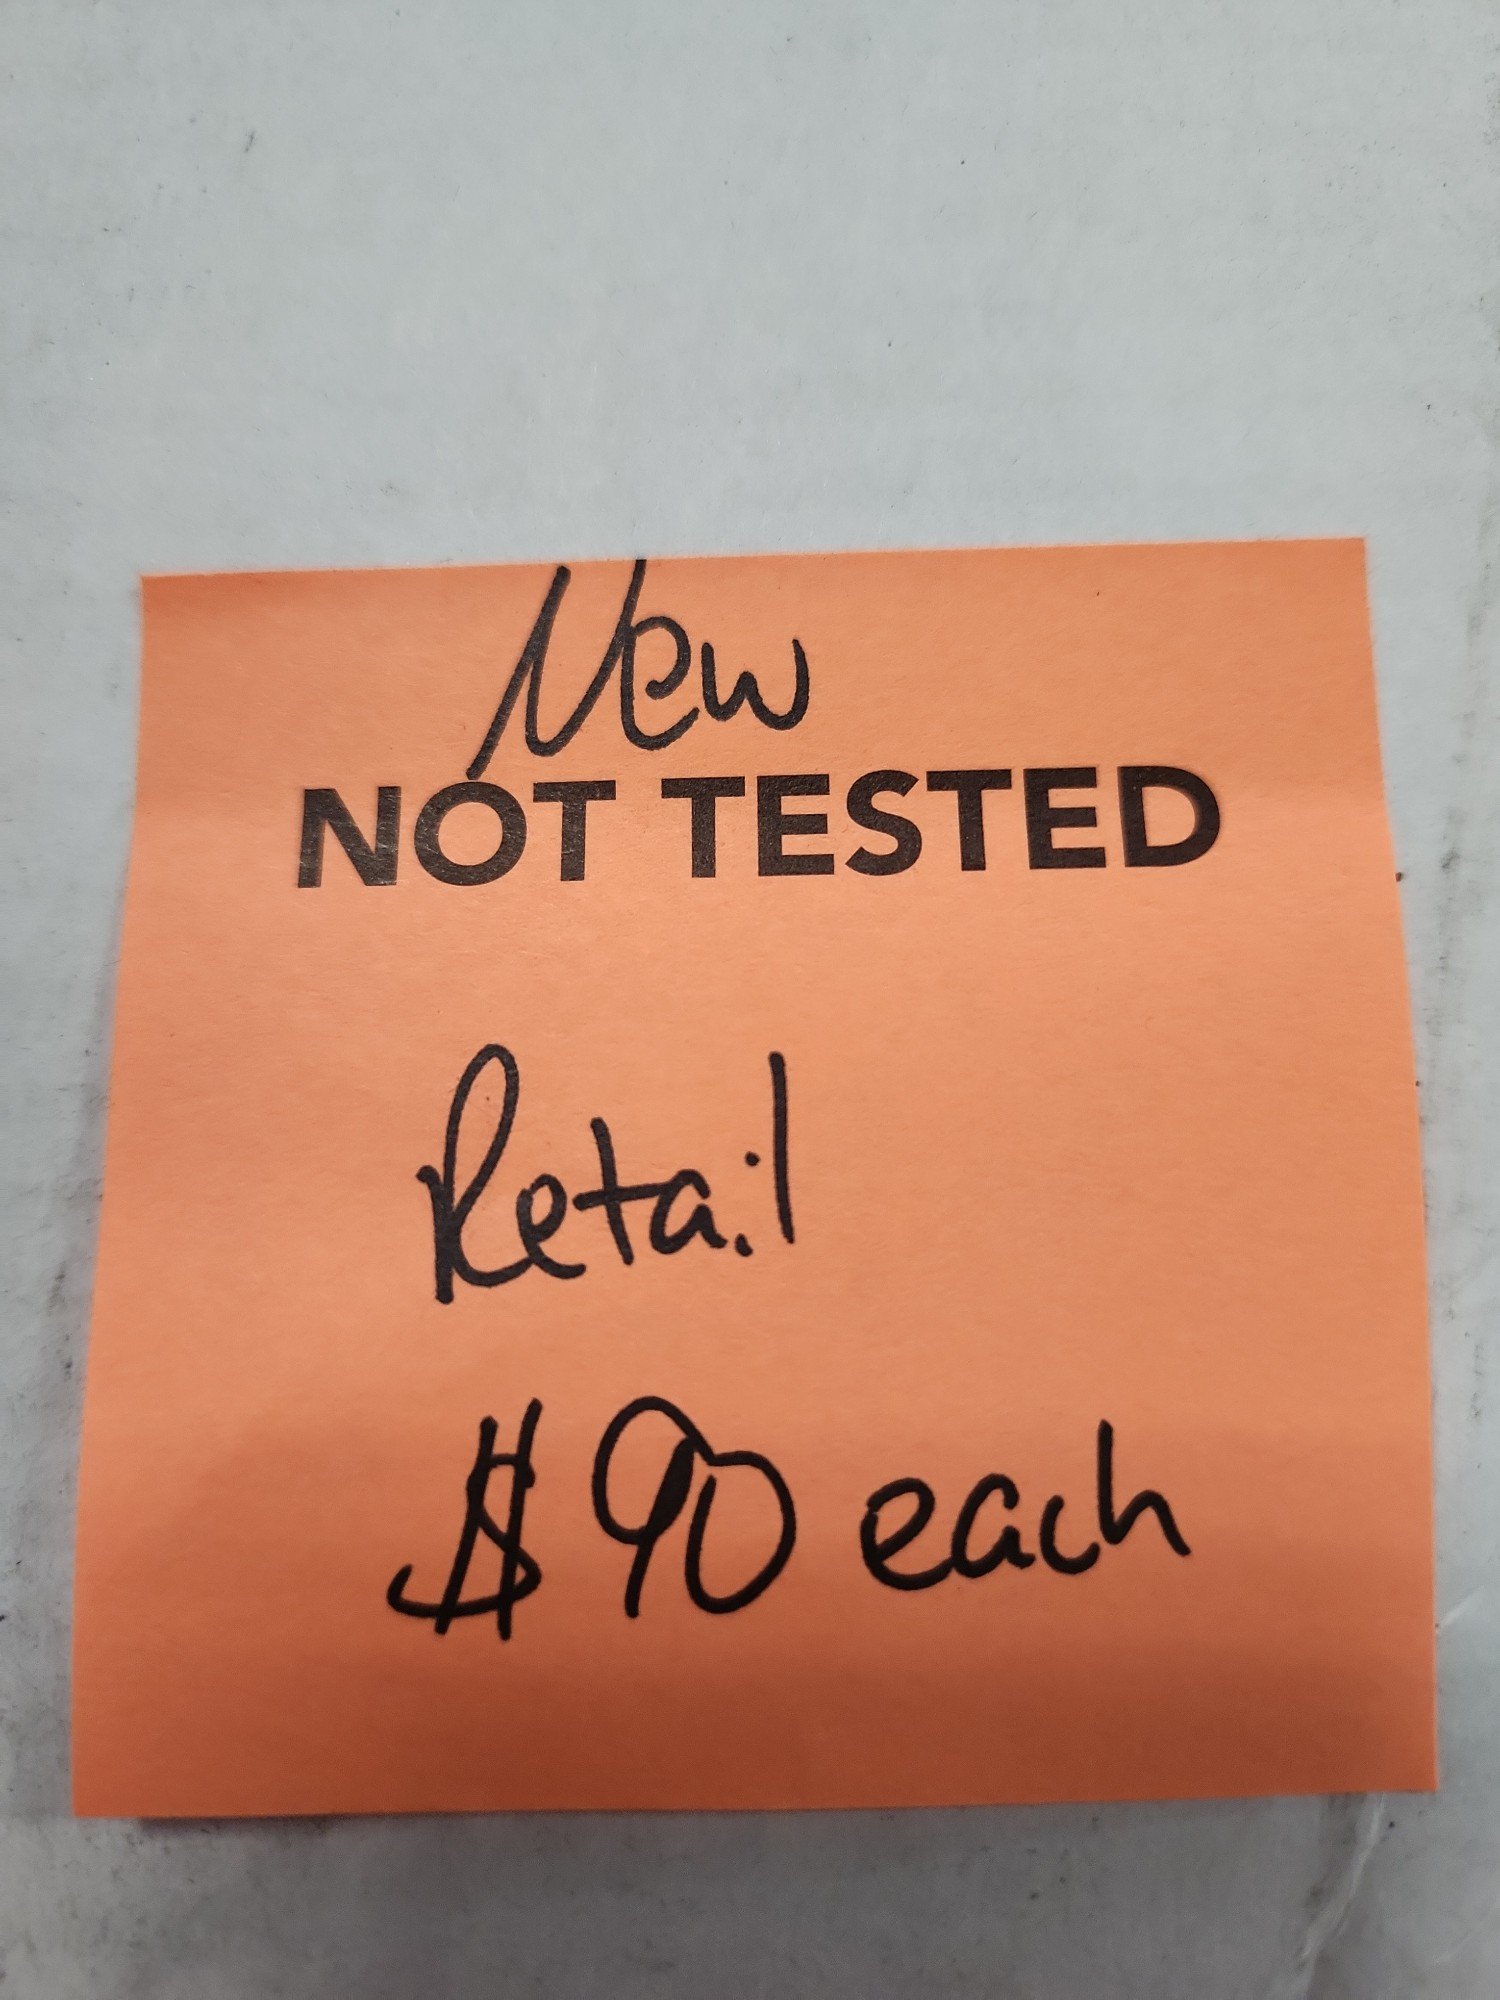 New
NOT TESTED
Retail
$90 each